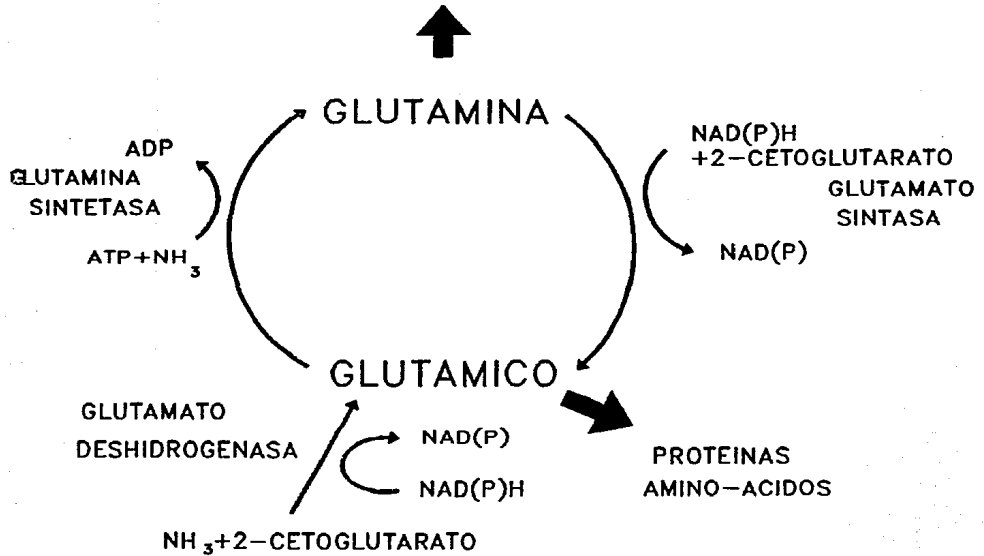 GLUTAMINA
ADP
GLUTAMINA
SINTETASA
ATP+NH3
NAD(P)H
+2-CETOGLUTARATO
GLUTAMATO
SINTASA
NAD(P)
GLUTAMICO
GLUTAMATO
DESHIDROGENASA
NAD(P)
NAD(P)H
NH3+2-CETOGLUTARATO
PROTEINAS
AMINO-ACIDOS